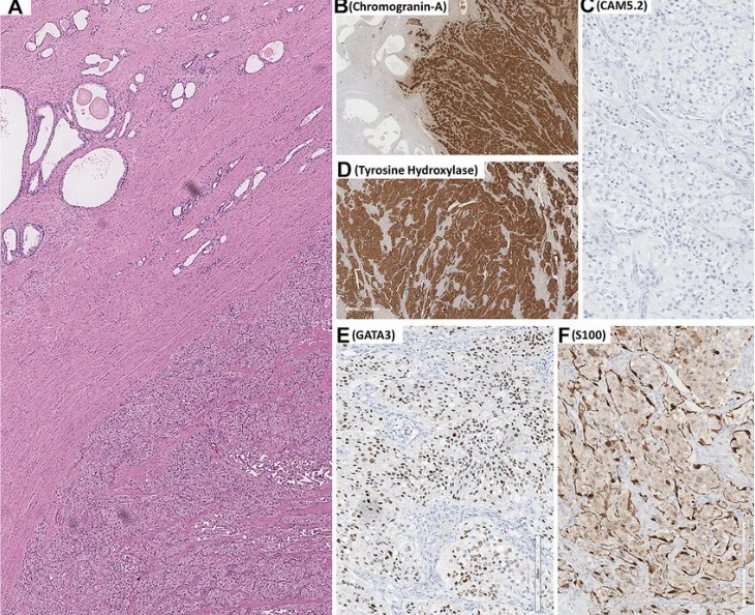 A
B (Chromogranin-A)
C (CAM5.2)
D (Tyrosine Hydroxylase)
E (GATA3)
F (S100)